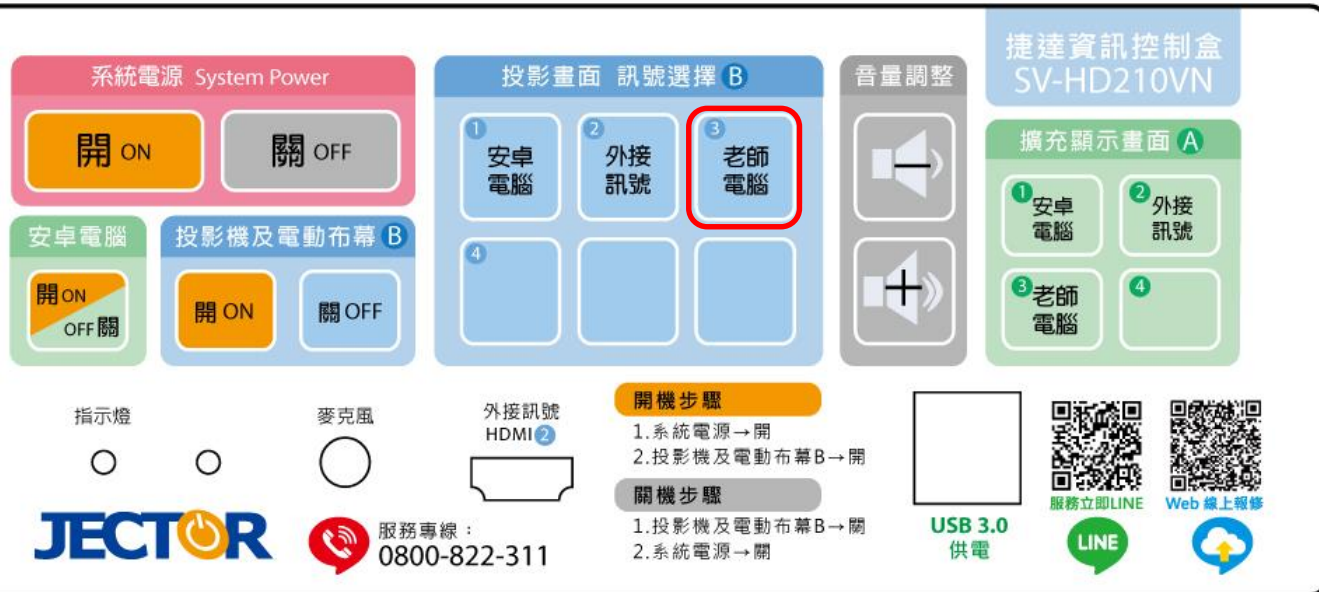 捷達資訊控制盒
SV-HD210VN
系統電源 System Power
開 ON
關 OFF
安卓電腦
開 ON
OFF 關
投影機及電動布幕 B
開 ON
關 OFF
投影畫面 訊號選擇 B
1
安卓
電腦
2
外接
訊號
3
老師
電腦
4
音量調整
擴充顯示畫面 A
1
安卓
電腦
2
外接
訊號
3
老師
電腦
4
指示燈
麥克風
外接訊號
HDMI 2
開機步驟
1.系統電源→開
2.投影機及電動布幕B→開
關機步驟
1.投影機及電動布幕B→關
2.系統電源→關
JECTOR
服務專線：
0800-822-311
USB 3.0
供電
服務立即LINE
LINE
Web 線上報修